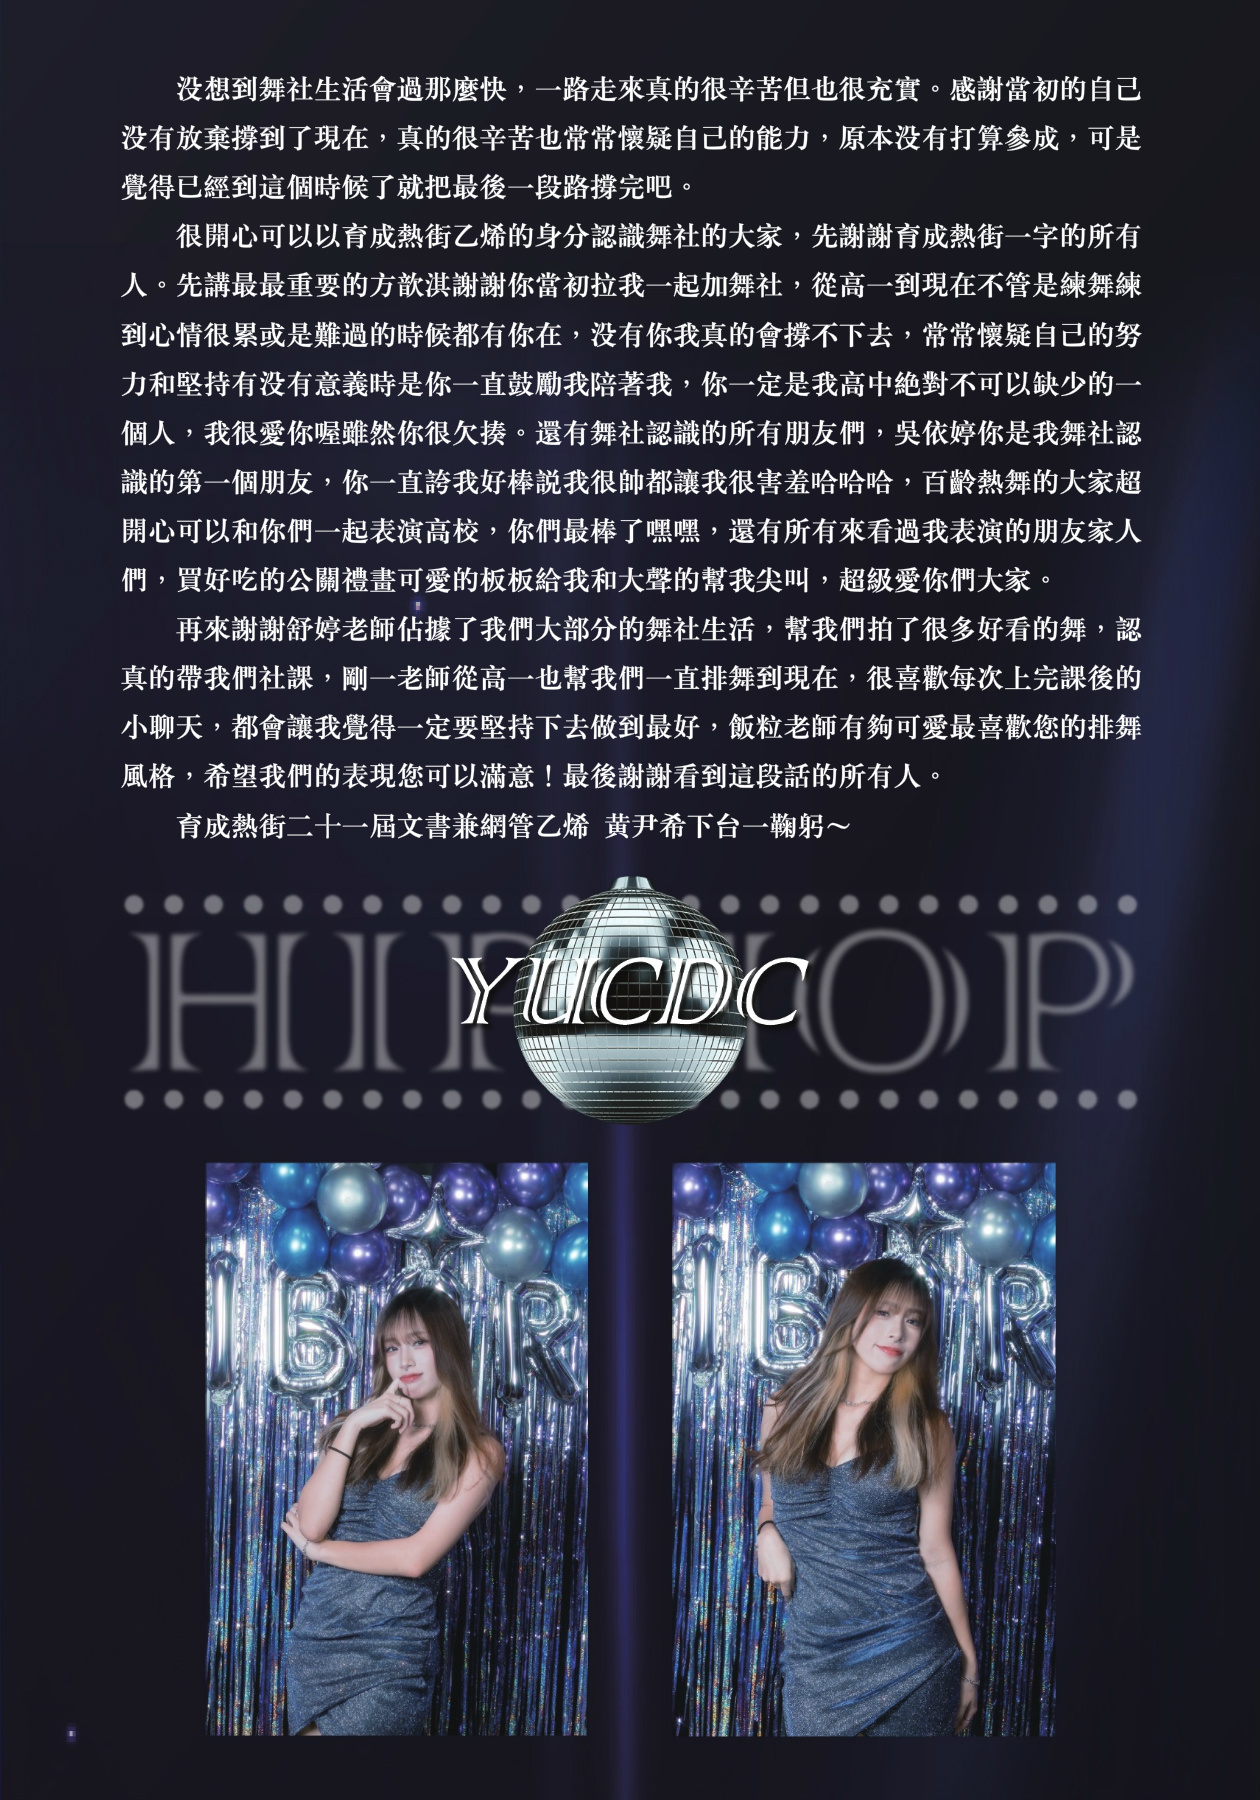 没想到舞社生活會過那麼快，一路走來真的很辛苦但也很充實。感謝當初的自己
没有放棄撐到了現在，真的很辛苦也常常懷疑自己的能力，原本没有打算參成，可是
覺得已經到這個時候了就把最後一段路撐完吧。
很開心可以以育成熱街乙烯的身分認識舞社的大家，先謝謝育成熱街一字的所有
人。先講最最重要的方歆淇謝謝你當初拉我一起加舞社，從高一到現在不管是練舞練
到心情很累或是難過的時候都有你在，没有你我真的會撐不下去，常常懷疑自己的努
力和堅持有没有意義時是你一直鼓勵我陪著我，你一定是我高中絶對不可以缺少的一
個人，我很愛你喔雖然你很欠揍。還有舞社認識的所有朋友們，吳依婷你是我舞社認
識的第一個朋友，你一直誇我好棒説我很帥都讓我很害羞哈哈哈，百齡熱舞的大家超
開心可以和你們一起表演高校，你們最棒了嘿嘿，還有所有來看過我表演的朋友家人
們，買好吃的公關禮畫可愛的板板給我和大聲的幫我尖叫，超級愛你們大家。
再來謝謝舒婷老師佔據了我們大部分的舞社生活，幫我們拍了很多好看的舞，認
真的帶我們社課，剛一老師從高一也幫我們一直排舞到現在，很喜歡每次上完課後的
小聊天，都會讓我覺得一定要堅持下去做到最好，飯粒老師有夠可愛最喜歡您的排舞
風格，希望我們的表現您可以滿意！最後謝謝看到這段話的所有人。
育成熱街二十一屆文書兼網管乙烯 黃尹希下台一鞠躬～
HIP HOP
YUCDC